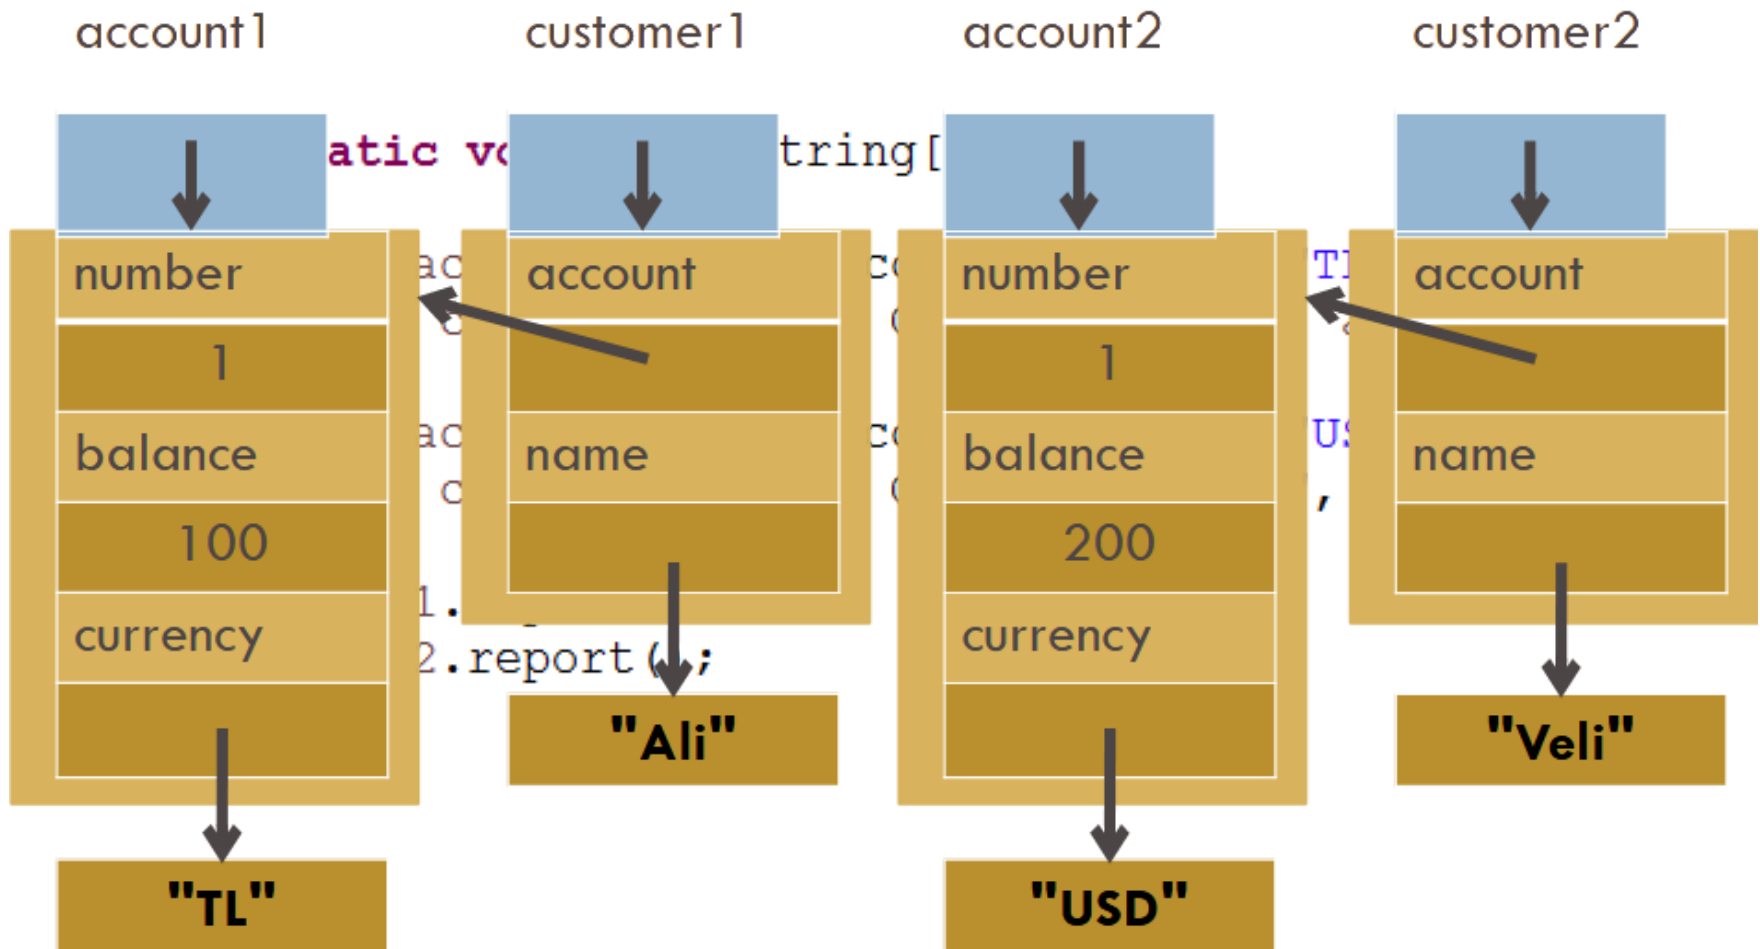 account1 customer1 account2 customer2
atic tring[
number account number account
1 1
balance name balance name
100 200
1.
currency currency
2.report( ;
"Ali" "Veli"
"TL" "USD"